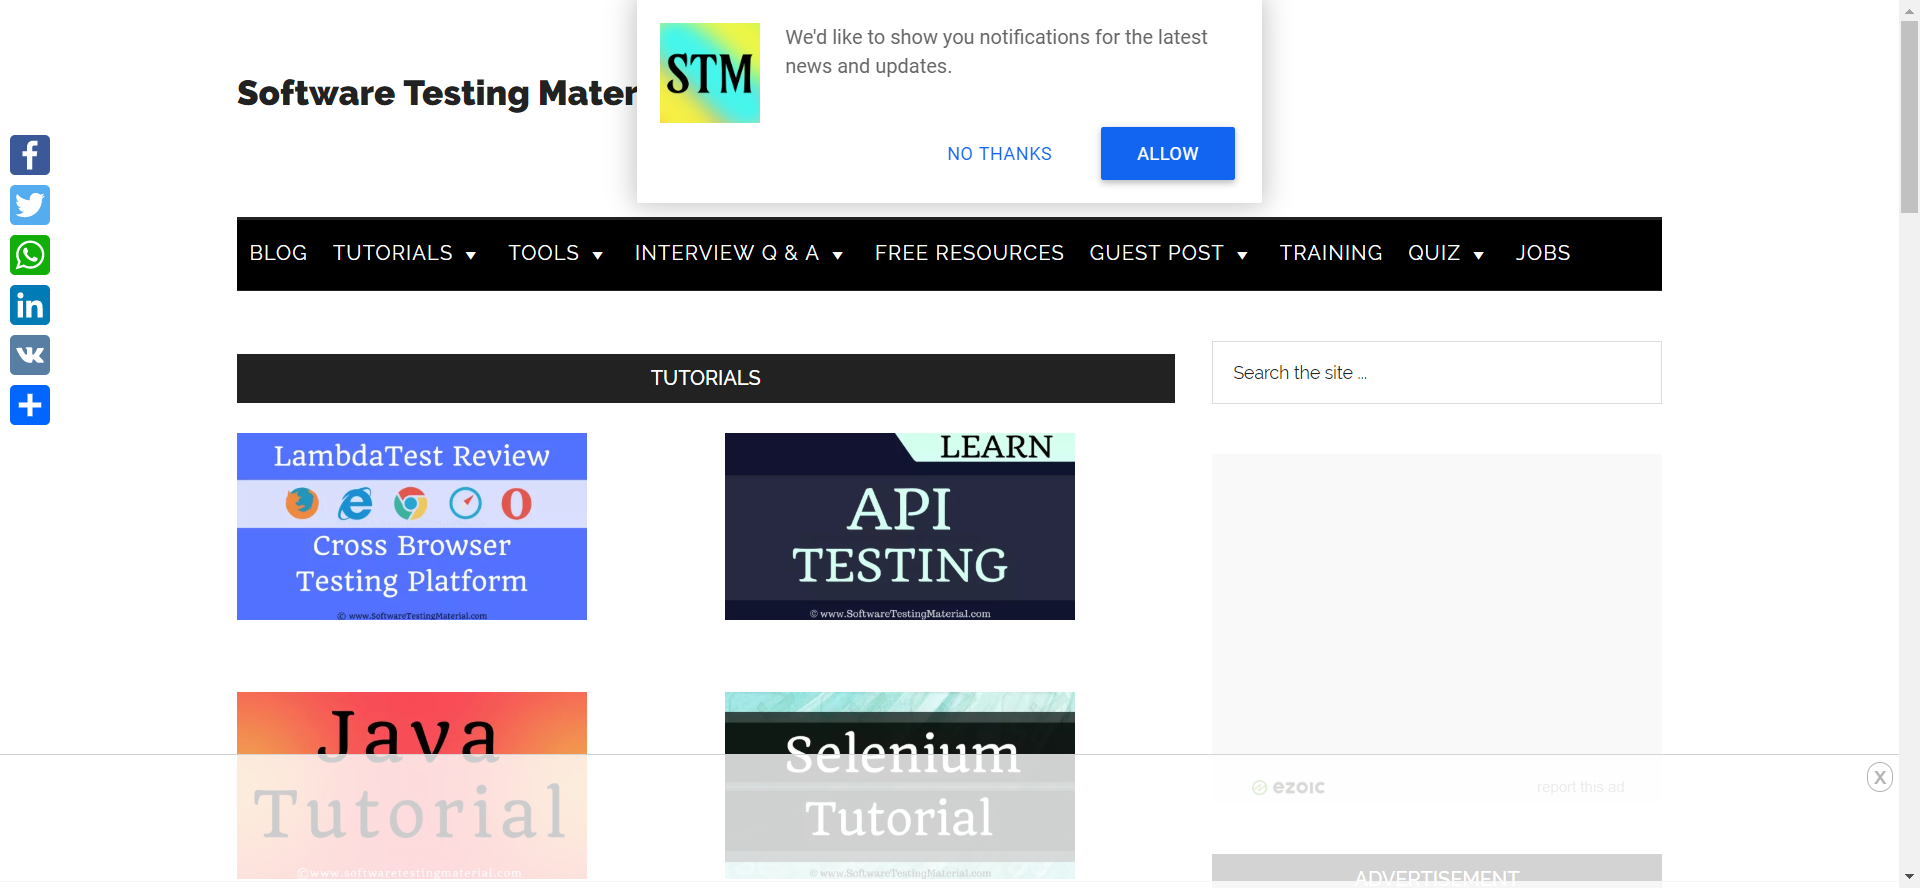 We'd like to show you notifications for the latest
news and updates.
STM
NO THANKS
ALLOW
Software Testing Mater
BLOG TUTORIALS TOOLS INTERVIEW Q & A FREE RESOURCES GUEST POST TRAINING QUIZ JOBS
TUTORIALS
Search the site ...
LambdaTest Review
Cross Browser
Testing Platform
© www.SoftwareTestingMaterial.com
LEARN
API
TESTING
© www.SoftwareTestingMaterial.com
Java
Tutorial
©www.softwaretestingmaterial.com
Selenium
Tutorial
© www.SoftwareTestingMaterial.com
ezoic
report this ad
X
ADVERTISEMENT